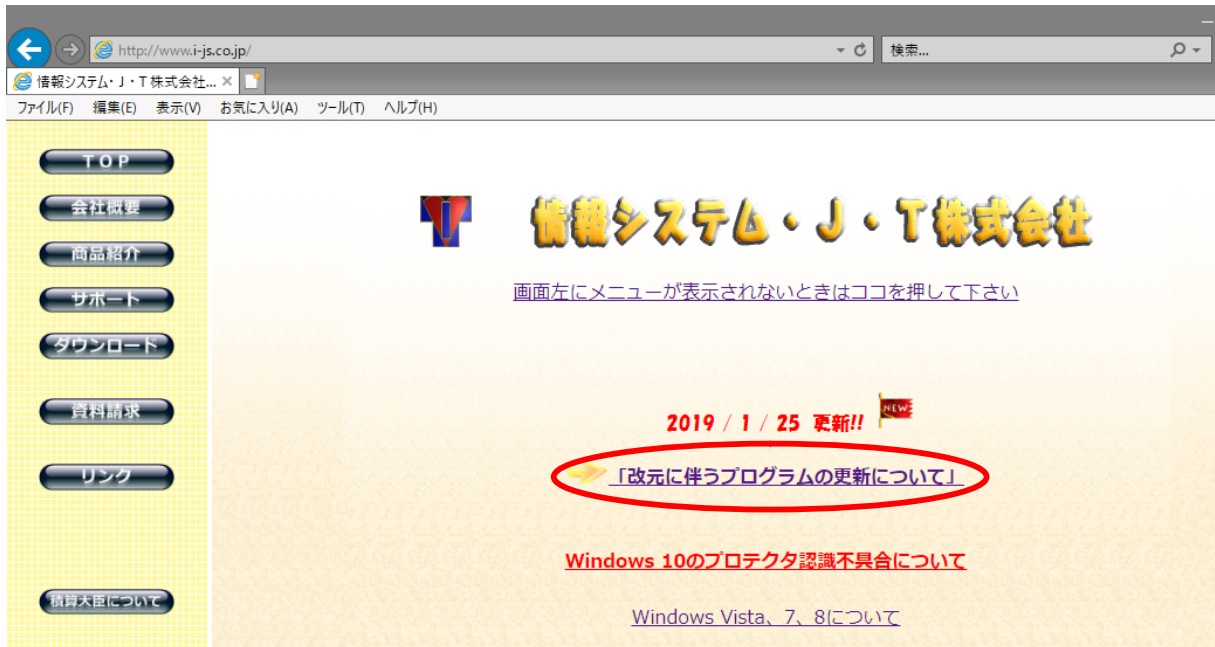 http://www.i-js.co.jp/
検索...
情報システム・J・T株式会社...
ファイル(F) 編集(E) 表示(V) お気に入り(A) ツール(T) ヘルプ(H)
TOP
会社概要
商品紹介
サポート
ダウンロード
資料請求
リンク
積算大臣について
情報システム・J・T株式会社
画面左にメニューが表示されないときはココを押して下さい
2019 / 1 / 25 更新!!
NEW
「改元に伴うプログラムの更新について」
Windows 10のプロテクタ認識不具合について
Windows Vista、7、8について